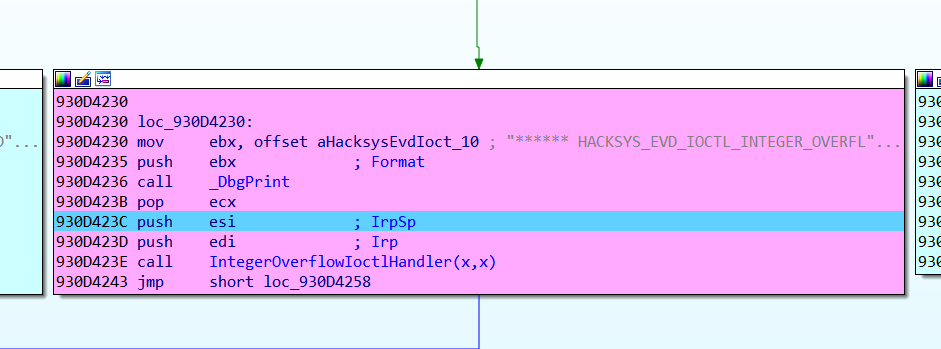 930D4230
930D4230 loc_930D4230:
D"... 930D4230 mov ebx, offset aHacksysEvdIoct_10 ; "****** HACKSYS_EVD_IOCTL_INTEGER_OVERFL"...
930D4235 push ebx ; Format
930D4236 call _DbgPrint
930D423B pop ecx
930D423C push esi ; IrpSp
930D423D push edi ; Irp
930D423E call IntegerOverflowIoctlHandler(x,x)
930D4243 jmp short loc_930D4258